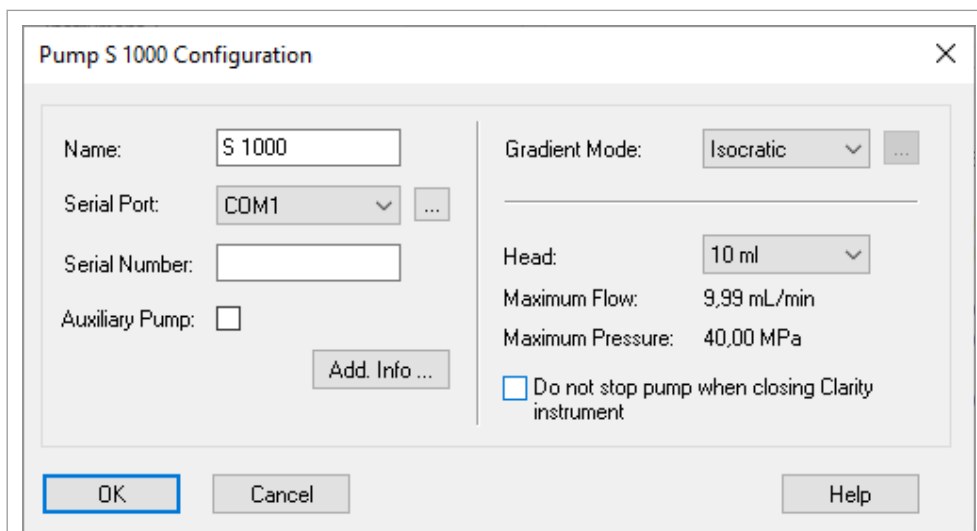 Pump S 1000 Configuration
Name:
S 1000
Serial Port:
COM1
...
Serial Number:
Auxiliary Pump:
Add. Info ...
Gradient Mode:
Isocratic
...
Head:
10 ml
Maximum Flow:
9,99 mL/min
Maximum Pressure:
40,00 MPa
Do not stop pump when closing Clarity
instrument
OK
Cancel
Help